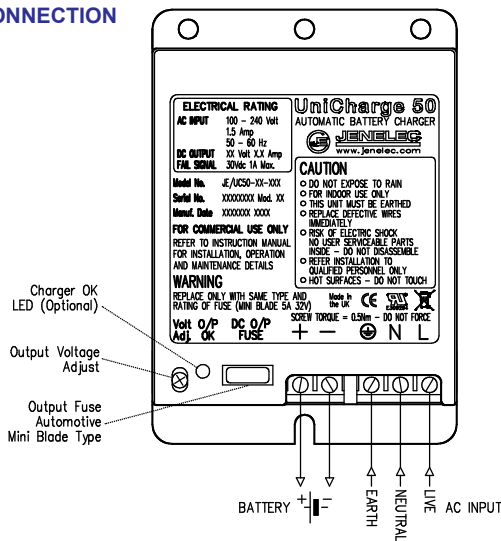 ONNECTION
ELECTRICAL RATING
AC INPUT 100 - 240 Volt
1.5 Amp
50 - 60 Hz
DC OUTPUT XX Volt X.X Amp
FAIL SIGNAL 30Vdc 1A Max.
Model No. JE/UC50-XX-XXX
Serial No. XXXXXXXX Mod. XX
Manuf. Date XXXXXXX XXXX
FOR COMMERCIAL USE ONLY
REFER TO INSTRUCTION MANUAL
FOR INSTALLATION, OPERATION
AND MAINTENANCE DETAILS
WARNING
REPLACE ONLY WITH SAME TYPE AND
RATING OF FUSE (MINI BLADE 5A 32V)
Volt O/P DC O/P
Adj. OK FUSE
UniCharge 50
AUTOMATIC BATTERY CHARGER
JENELEC
www.jenelec.com
CAUTION
DO NOT EXPOSE TO RAIN
FOR INDOOR USE ONLY
THIS UNIT MUST BE EARTHED
REPLACE DEFECTIVE WIRES
IMMEDIATELY
RISK OF ELECTRIC SHOCK
NO USER SERVICEABLE PARTS
INSIDE - DO NOT DISASSEMBLE
REFER INSTALLATION TO
QUALIFIED PERSONNEL ONLY
HOT SURFACES - DO NOT TOUCH
Made in
the UK CE
SCREW TORQUE = 0.5Nm - DO NOT FORCE
+ - N L
Charger OK
LED (Optional)
Output Voltage
Adjust
Output Fuse
Automotive
Mini Blade Type
BATTERY + -
EARTH
NEUTRAL
LIVE AC INPUT